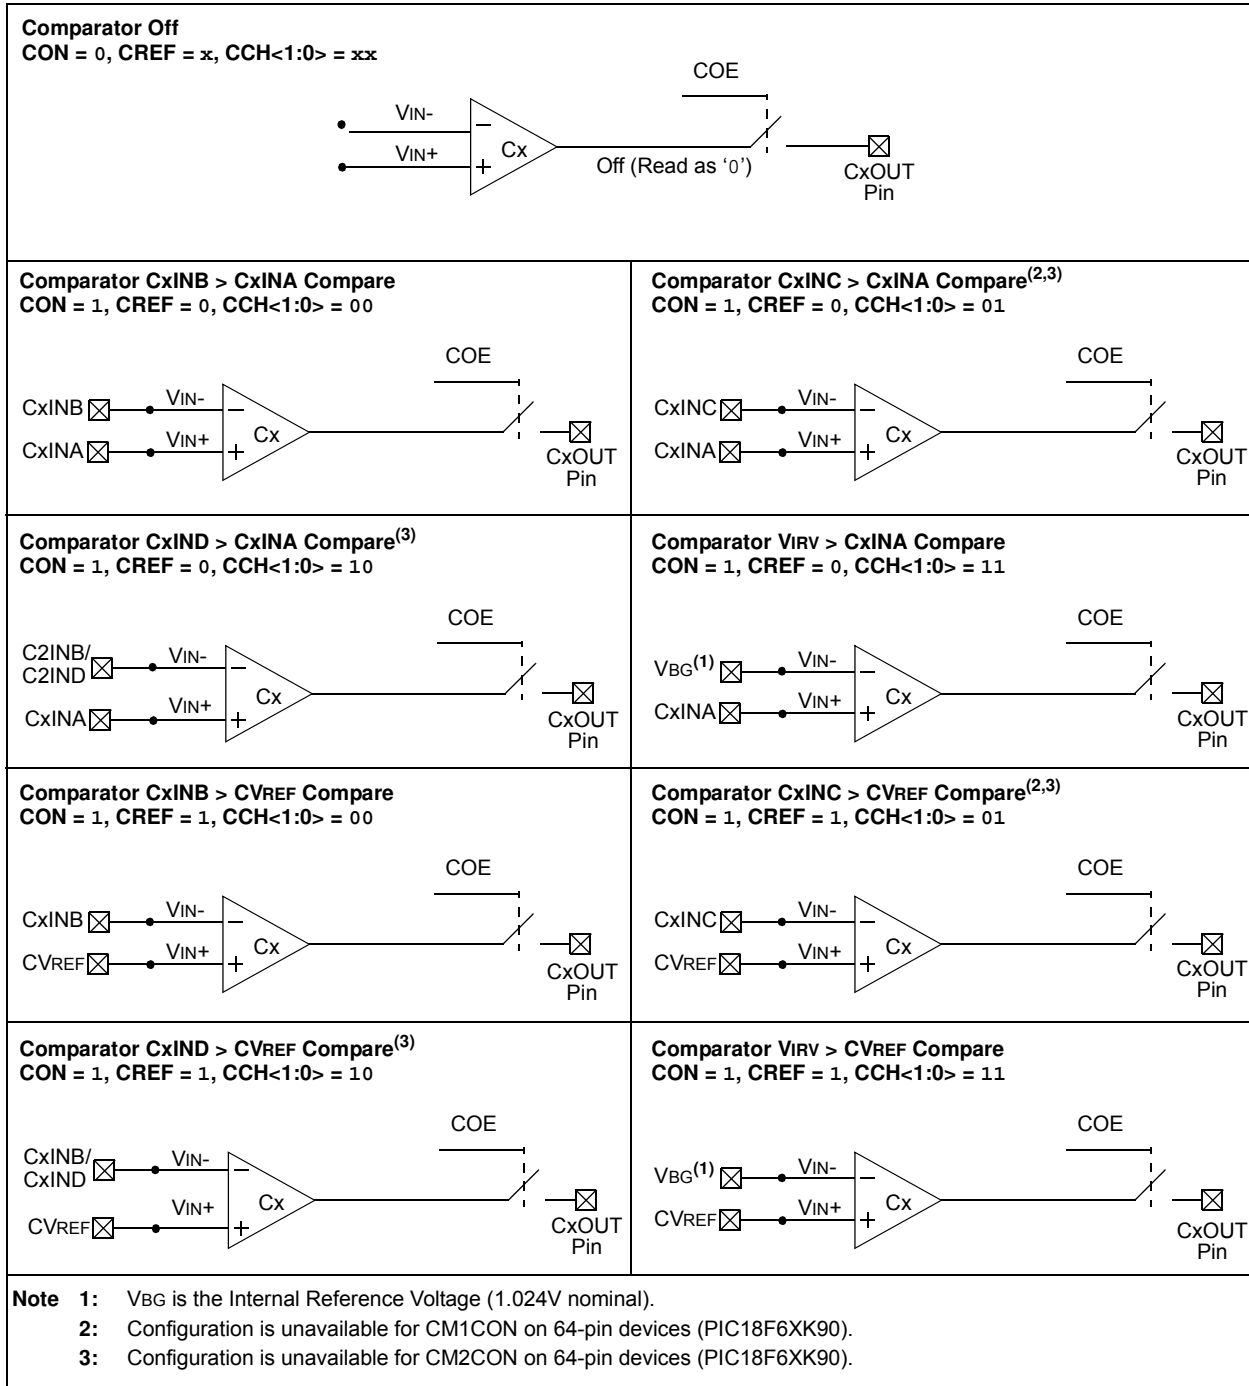 Comparator Off
CON = 0, CREF = x, CCH<1:0> = xx
COE
VIN-
VIN+
Cx
Off (Read as ‘0’)
CxOUT
Pin
Comparator CxINB > CxINA Compare
CON = 1, CREF = 0, CCH<1:0> = 00
COE
CxINB
VIN-
CxINA
VIN+
Cx
CxOUT
Pin
Comparator CxINC > CxINA Compare(2,3)
CON = 1, CREF = 0, CCH<1:0> = 01
COE
CxINC
VIN-
CxINA
VIN+
Cx
CxOUT
Pin
Comparator CxIND > CxINA Compare(3)
CON = 1, CREF = 0, CCH<1:0> = 10
COE
C2INB/
C2IND
VIN-
CxINA
VIN+
Cx
CxOUT
Pin
Comparator VIRV > CxINA Compare
CON = 1, CREF = 0, CCH<1:0> = 11
COE
VBG(1)
VIN-
CxINA
VIN+
Cx
CxOUT
Pin
Comparator CxINB > CVREF Compare
CON = 1, CREF = 1, CCH<1:0> = 00
COE
CxINB
VIN-
CVREF
VIN+
Cx
CxOUT
Pin
Comparator CxINC > CVREF Compare(2,3)
CON = 1, CREF = 1, CCH<1:0> = 01
COE
CxINC
VIN-
CVREF
VIN+
Cx
CxOUT
Pin
Comparator CxIND > CVREF Compare(3)
CON = 1, CREF = 1, CCH<1:0> = 10
COE
CxINB/
CxIND
VIN-
CVREF
VIN+
Cx
CxOUT
Pin
Comparator VIRV > CVREF Compare
CON = 1, CREF = 1, CCH<1:0> = 11
COE
VBG(1)
VIN-
CVREF
VIN+
Cx
CxOUT
Pin
Note 1: VBG is the Internal Reference Voltage (1.024V nominal).
2: Configuration is unavailable for CM1CON on 64-pin devices (PIC18F6XK90).
3: Configuration is unavailable for CM2CON on 64-pin devices (PIC18F6XK90).